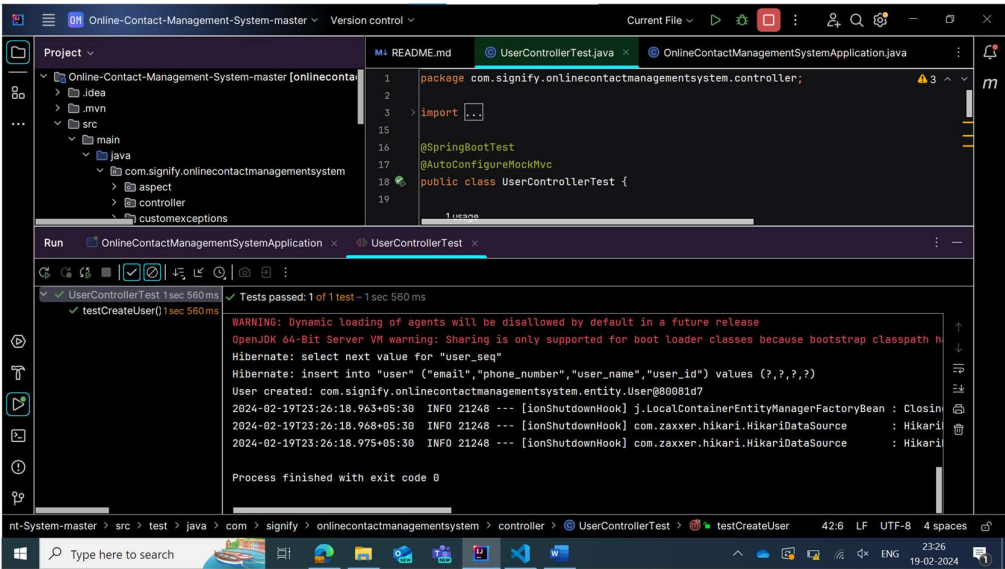 OM Online-Contact-Management-System-master Version control Current File
Project
README.md UserControllerTest.java × OnlineContactManagementSystemApplication.java
Online-Contact-Management-System-master [onlineconta
.idea
.mvn
src
main
java
com.signify.onlinecontactmanagementsystem
aspect
controller
customexceptions
1 package com.signify.onlinecontactmanagementsystem.controller;
3
2
3 import ...
15
16 @SpringBootTest
17 @AutoConfigureMockMvc
18 public class UserControllerTest {
19
1 usage
m
Run OnlineContactManagementSystemApplication × UserControllerTest ×
UserControllerTest 1 sec 560 ms
testCreateUser() 1 sec 560 ms
Tests passed: 1 of 1 test – 1 sec 560 ms
WARNING: Dynamic loading of agents will be disallowed by default in a future release
OpenJDK 64-Bit Server VM warning: Sharing is only supported for boot loader classes because bootstrap classpath h
Hibernate: select next value for "user_seq"
Hibernate: insert into "user" ("email","phone_number","user_name","user_id") values (?,?,?,?)
User created: com.signify.onlinecontactmanagementsystem.entity.User@80081d7
2024-02-19T23:26:18.963+05:30 INFO 21248 --- [ionShutdownHook] j.LocalContainerEntityManagerFactoryBean : Closin
2024-02-19T23:26:18.968+05:30 INFO 21248 --- [ionShutdownHook] com.zaxxer.hikari.HikariDataSource : Hikari
2024-02-19T23:26:18.975+05:30 INFO 21248 --- [ionShutdownHook] com.zaxxer.hikari.HikariDataSource : Hikari
Process finished with exit code 0
nt-System-master > src > test > java > com > signify > onlinecontactmanagementsystem > controller > UserControllerTest > testCreateUser 42:6 LF UTF-8 4 spaces
Type here to search
ENG
23:26
19-02-2024